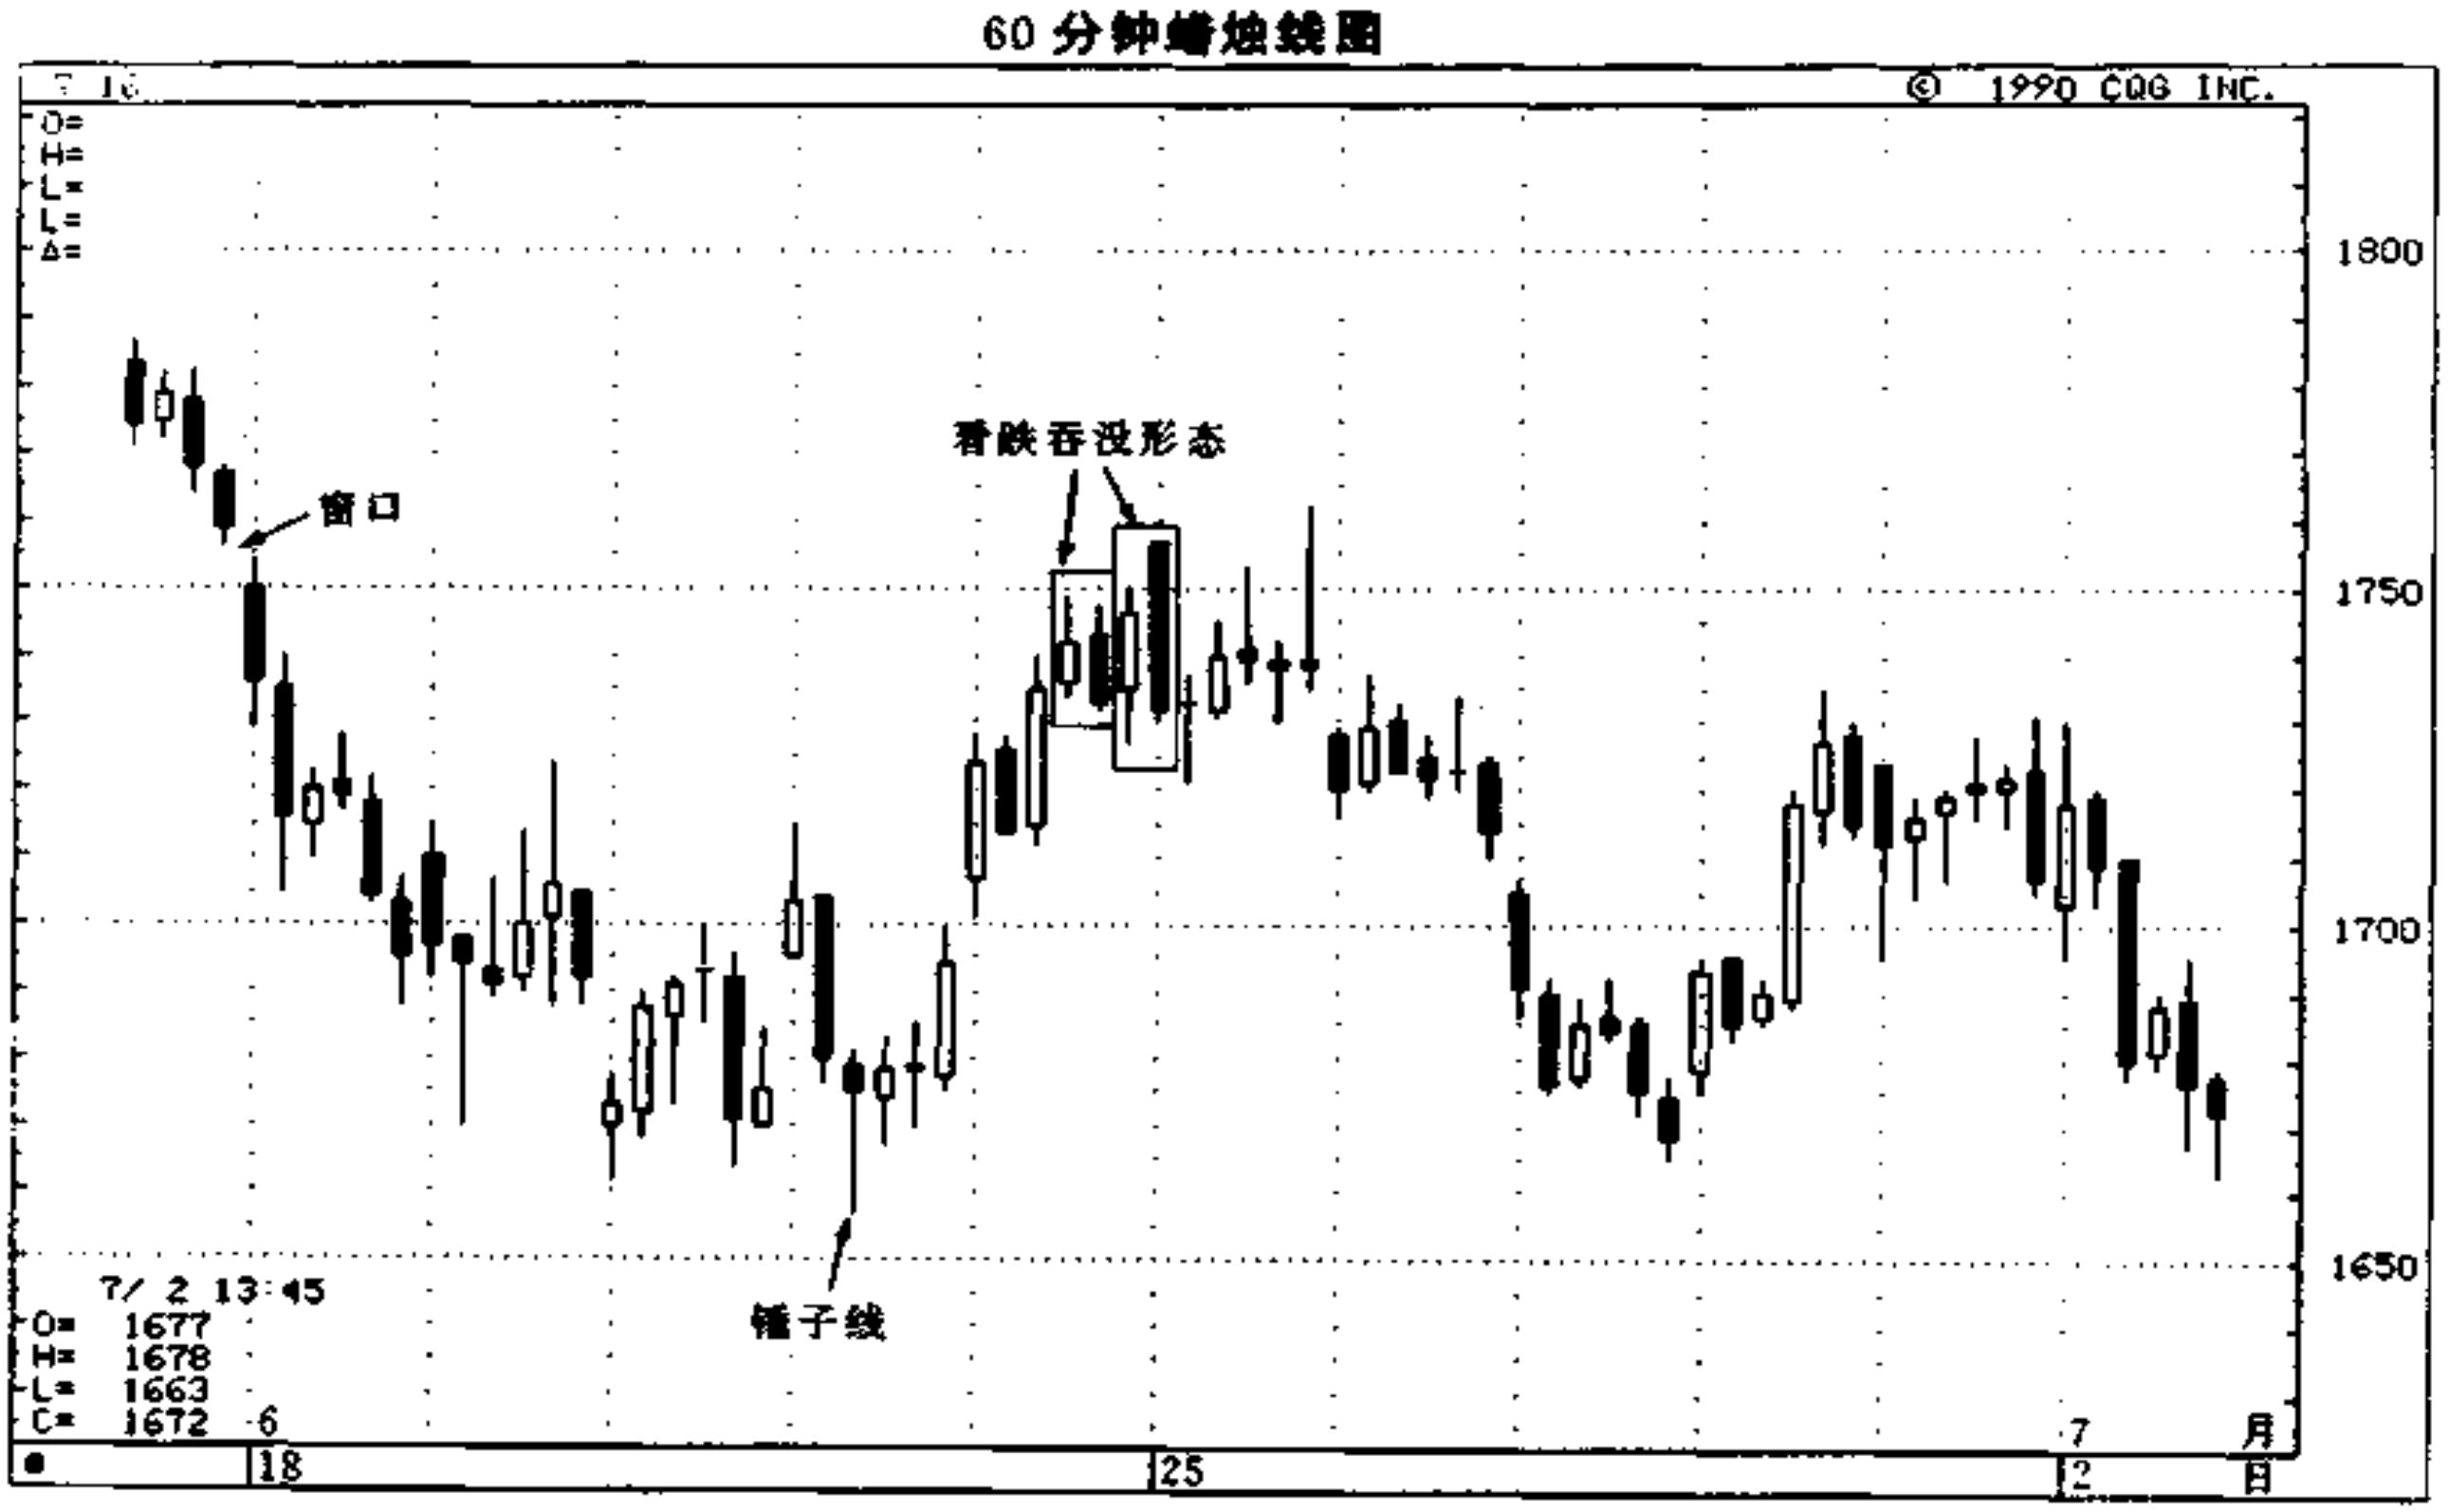 60 分钟蜡烛线图
© 1990 CQG INC.
O=
H=
L=
L=
Δ=
1800
看跌吞没形态
窗口
1750
1700
1650
7/ 2 13:45
锤子线
O= 1677
H= 1678
L= 1663
C= 1672
6 7 月
18 25 2 日